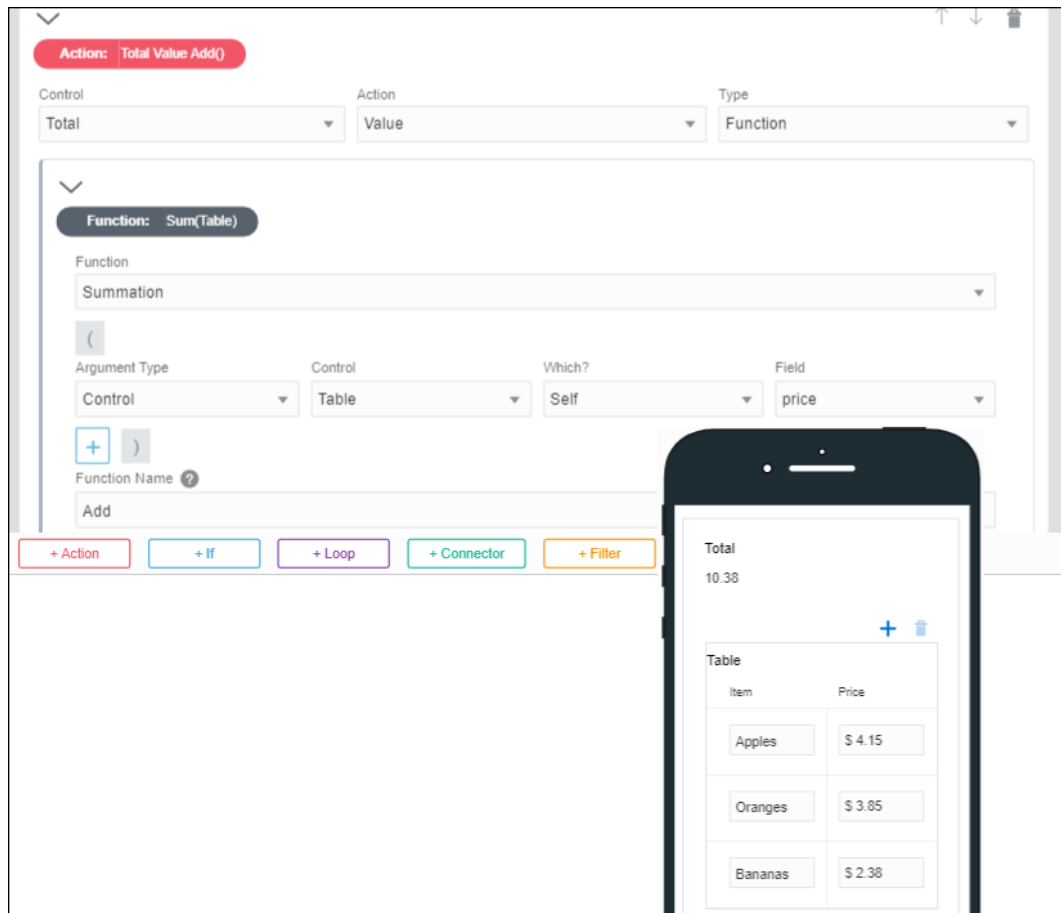 Action: Total Value Add()
Control Action Type
Total Value Function
Function: Sum(Table)
Function
Summation
(
Argument Type Control Which? Field
Control Table Self price
+ )
Function Name ?
Add
+ Action + If + Loop + Connector + Filter
Total
10.38
+
Table
Item Price
Apples $ 4.15
Oranges $ 3.85
Bananas $ 2.38